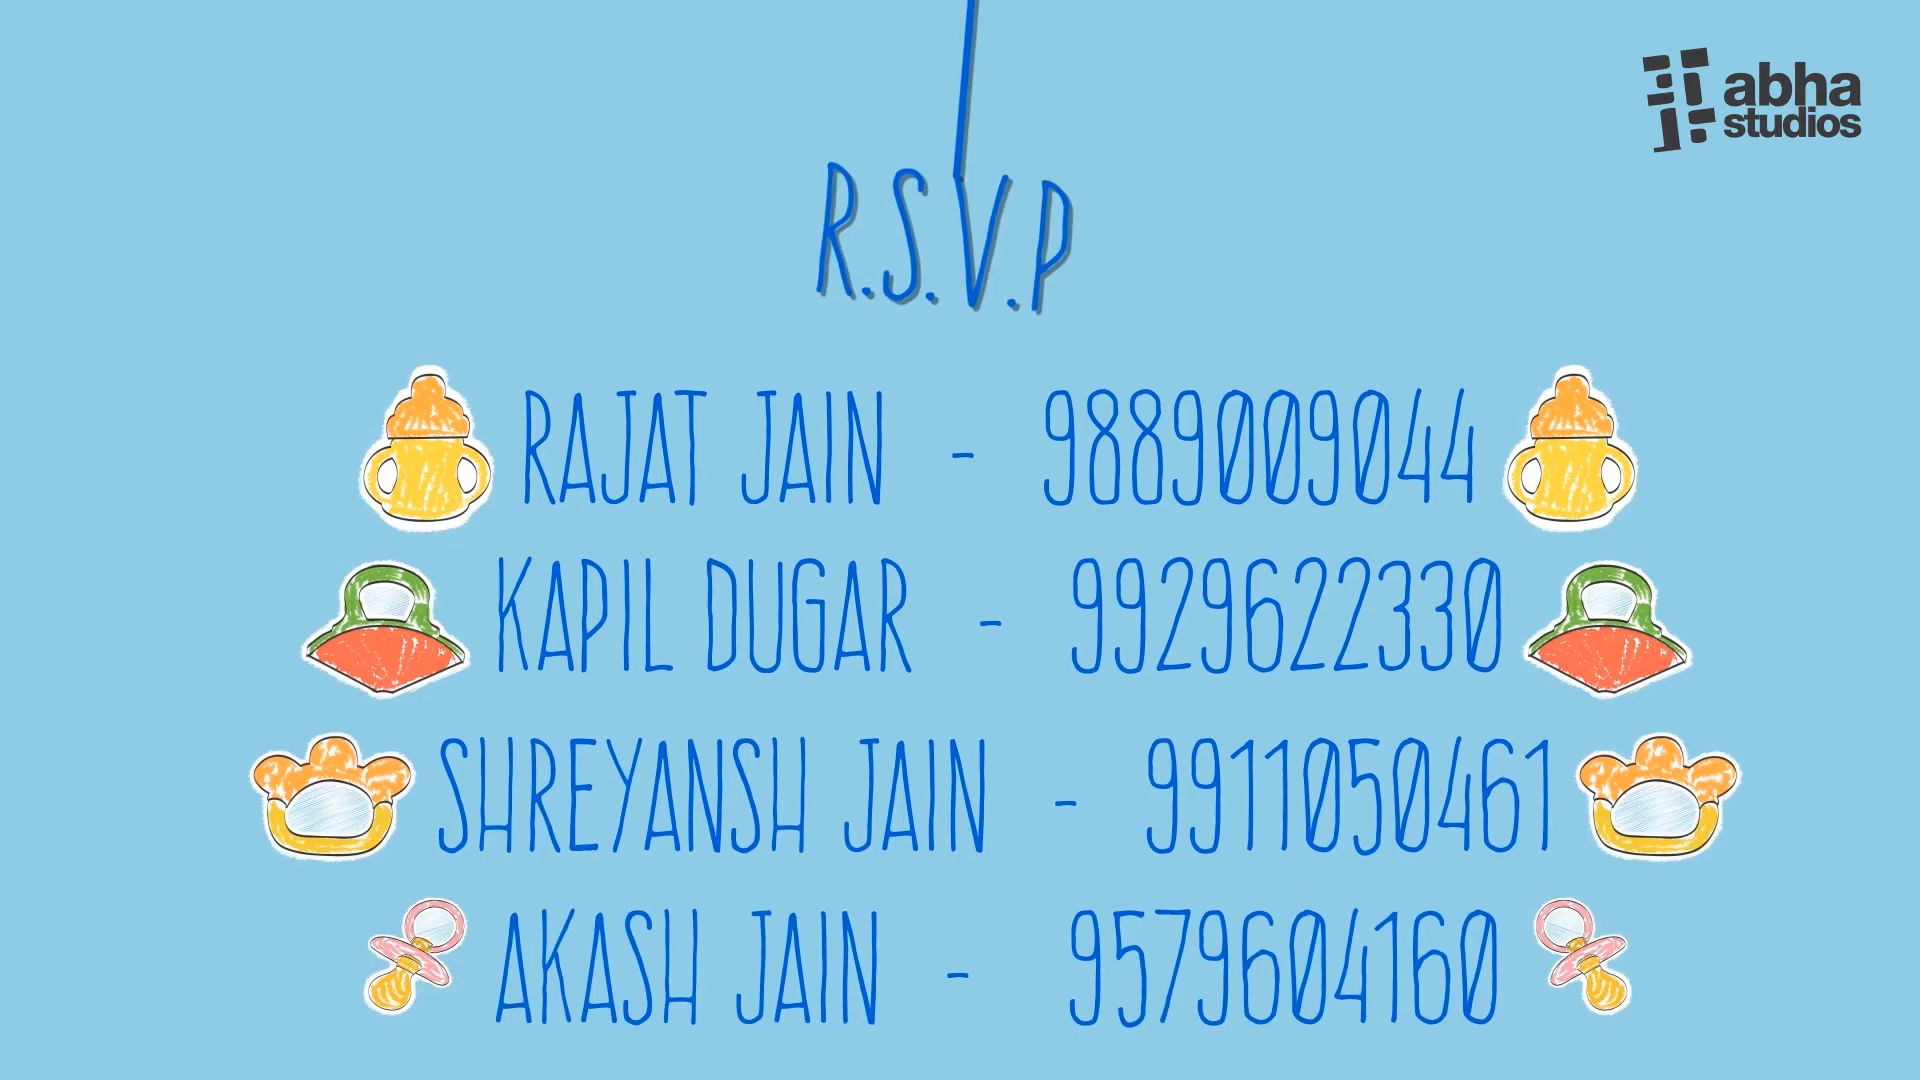 abha
studios
R.S.V.P
RAJAT JAIN - 9889009044
KAPIL DUGAR - 9929622330
SHREYANSH JAIN - 9911050461
AKASH JAIN - 9579604160